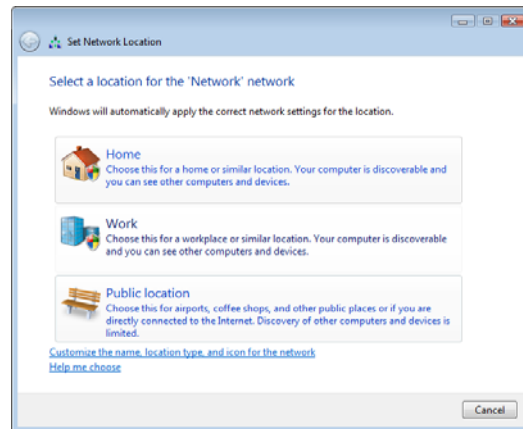 Set Network Location
Select a location for the 'Network' network
Windows will automatically apply the correct network settings for the location.
Home
Choose this for a home or similar location. Your computer is discoverable and
you can see other computers and devices.
Work
Choose this for a workplace or similar location. Your computer is discoverable
and you can see other computers and devices.
Public location
Choose this for airports, coffee shops, and other public places or if you are
directly connected to the Internet. Discovery of other computers and devices is
limited.
Customize the name, location type, and icon for the network
Help me choose
Cancel